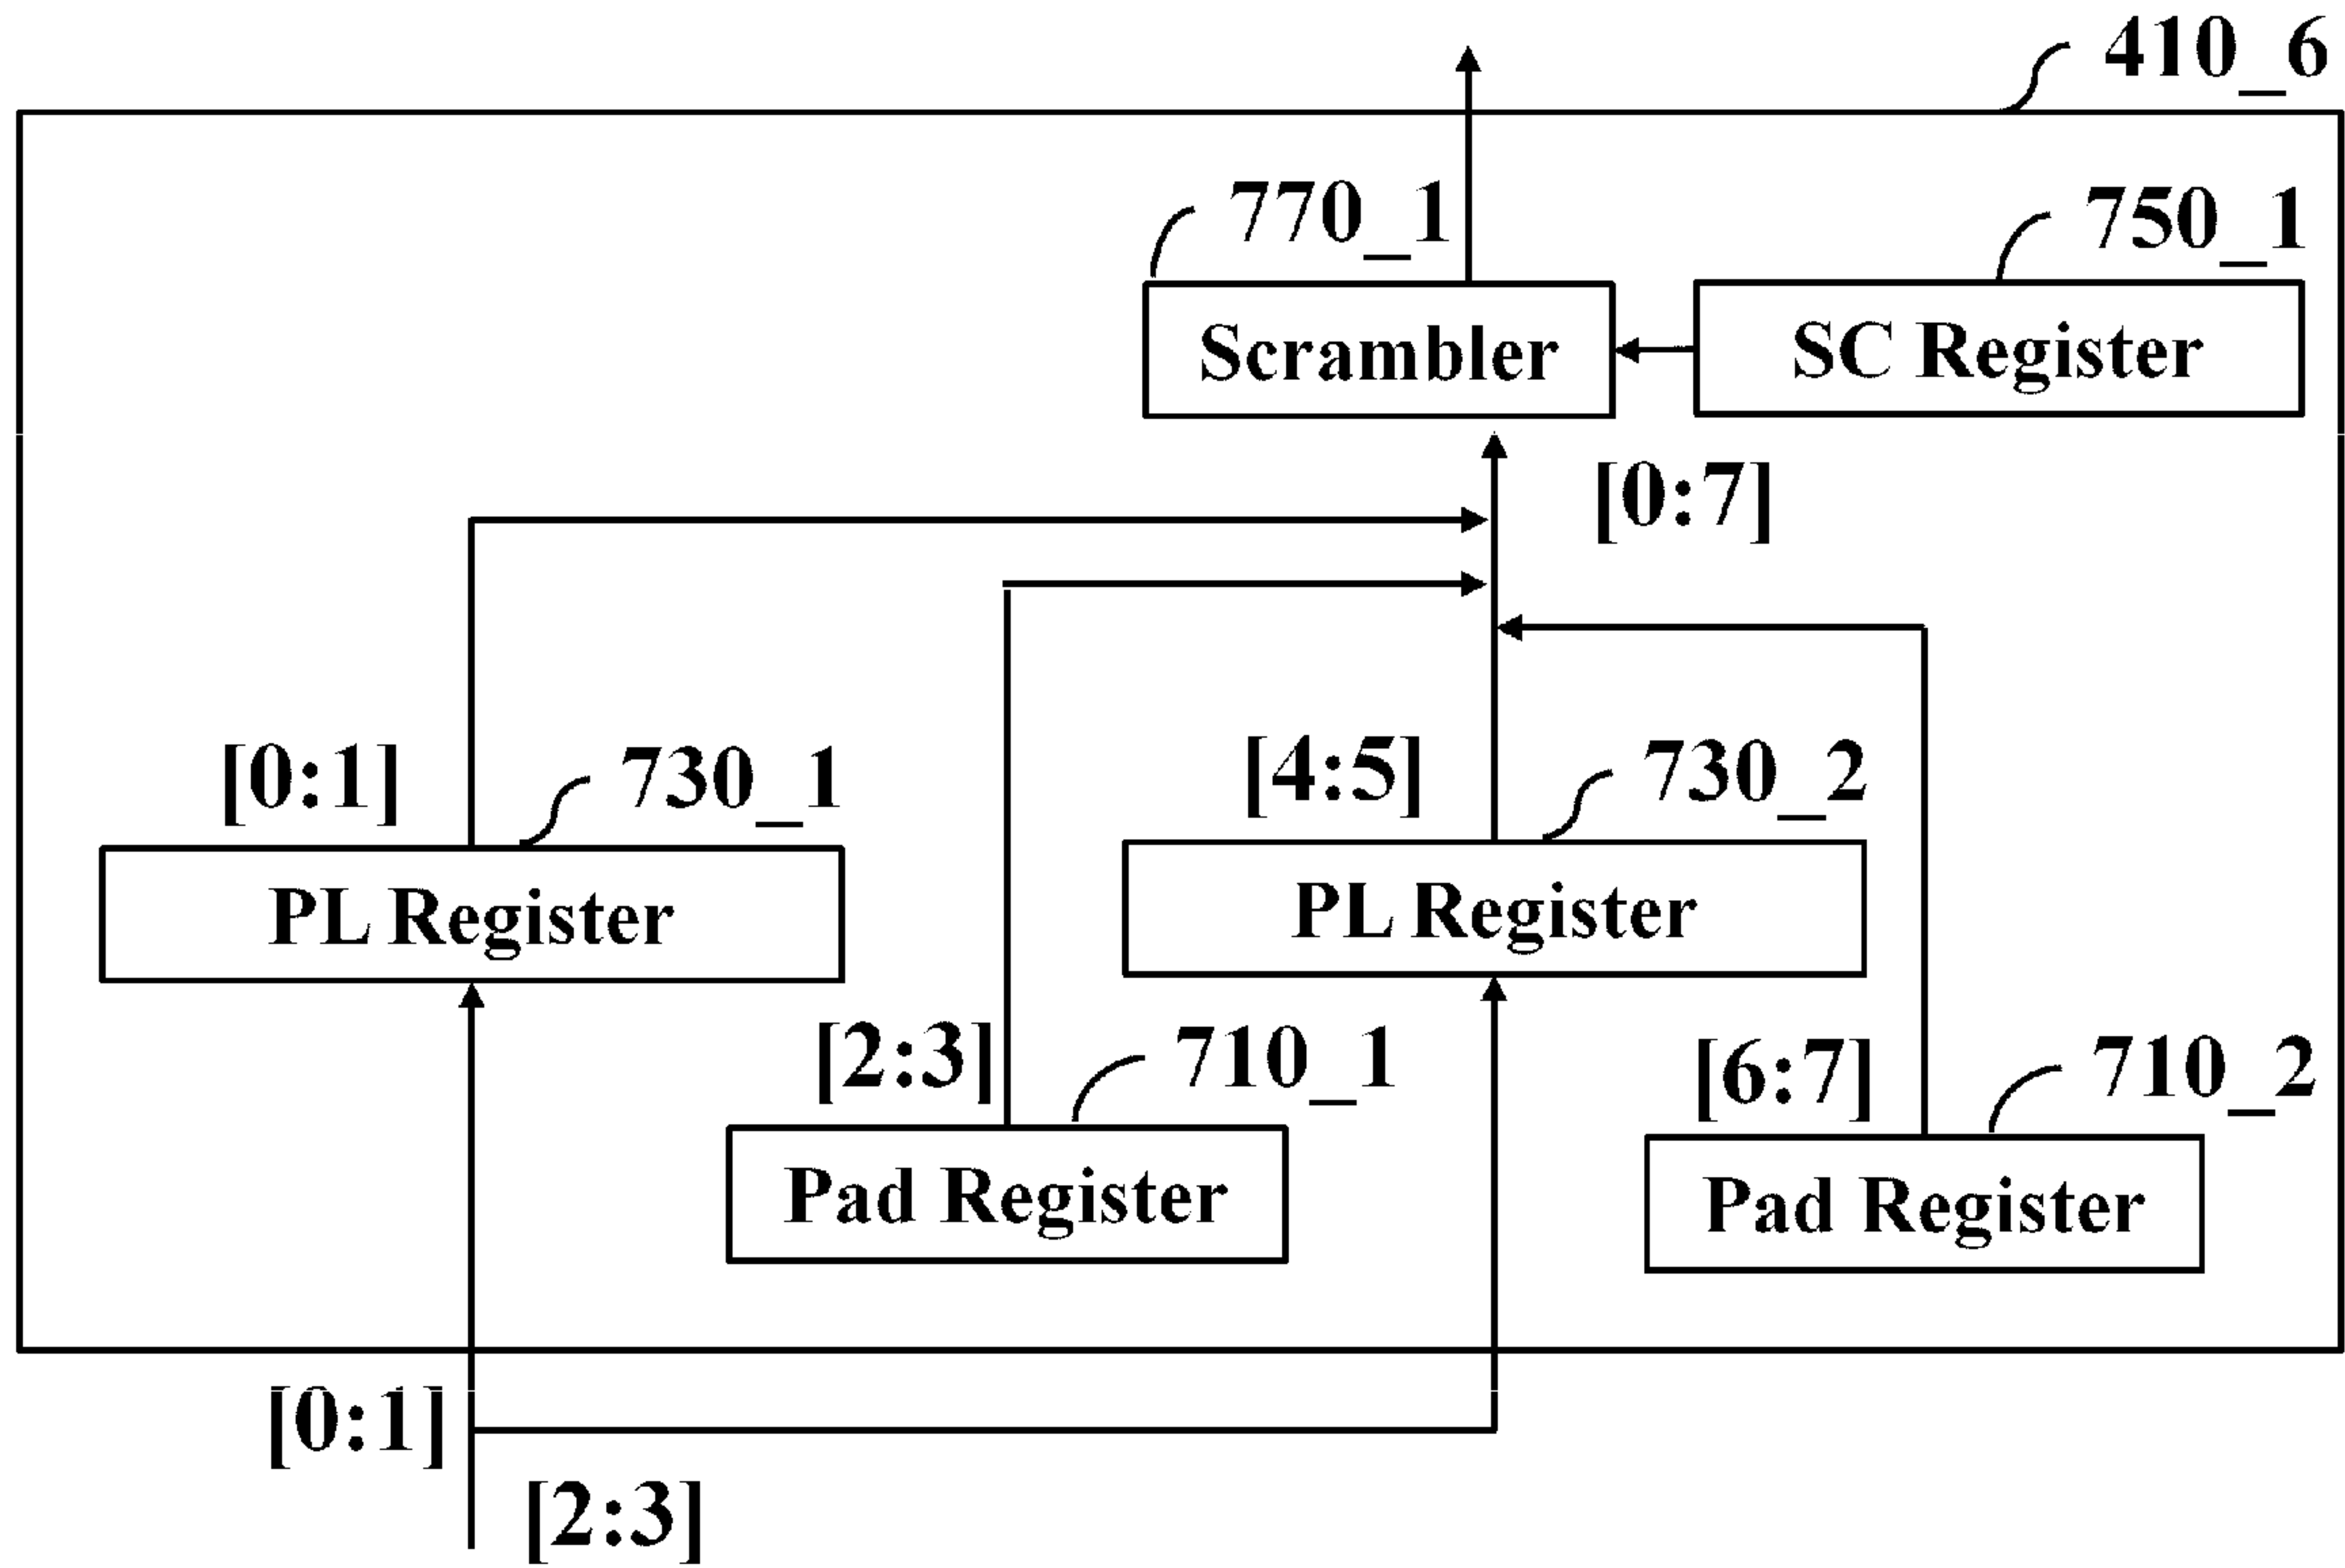 410_6
770_1
750_1
Scrambler
SC Register
[0:7]
[0:1]
730_1
[4:5]
730_2
PL Register
PL Register
[2:3]
710_1
[6:7]
710_2
Pad Register
Pad Register
[0:1]
[2:3]